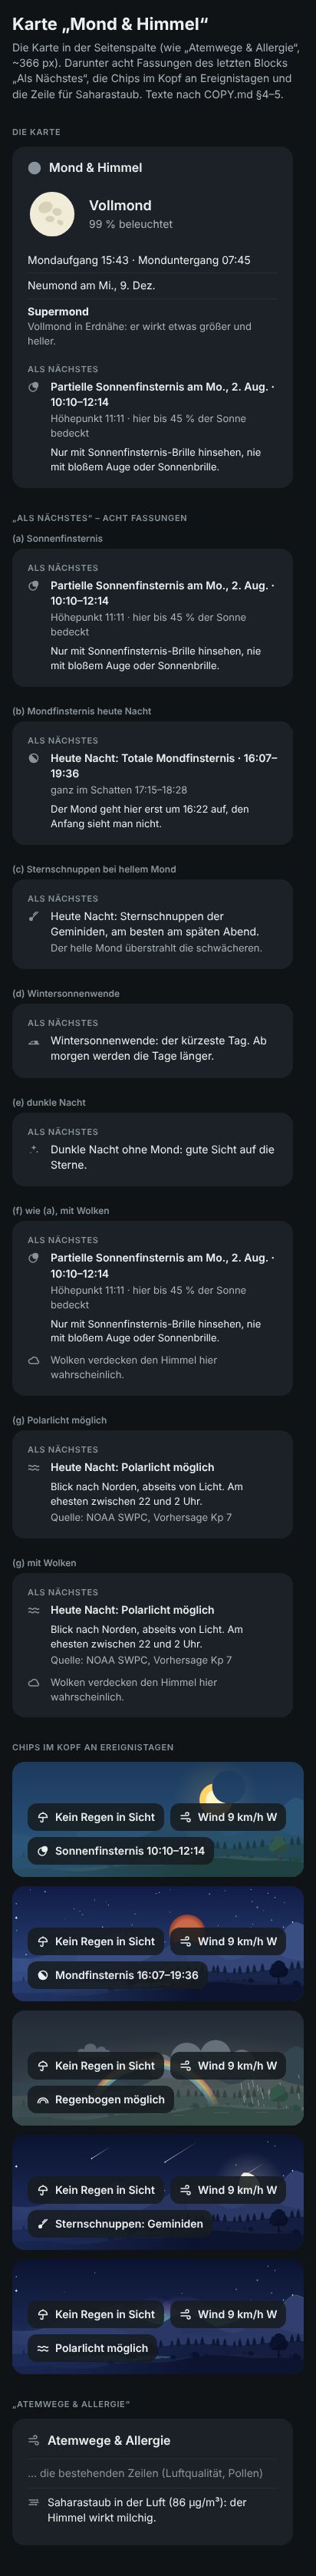 Karte „Mond & Himmel“
Die Karte in der Seitenspalte (wie „Atemwege & Allergie“,
~366 px). Darunter acht Fassungen des letzten Blocks
„Als Nächstes“, die Chips im Kopf an Ereignistagen und
die Zeile für Saharastaub. Texte nach COPY.md §4–5.
DIE KARTE
Mond & Himmel
Vollmond
99 % beleuchtet
Mondaufgang 15:43 · Monduntergang 07:45
Neumond am Mi., 9. Dez.
Supermond
Vollmond in Erdnähe: er wirkt etwas größer und
heller.
ALS NÄCHSTES
Partielle Sonnenfinsternis am Mo., 2. Aug. ·
10:10–12:14
Höhepunkt 11:11 · hier bis 45 % der Sonne
bedeckt
Nur mit Sonnenfinsternis-Brille hinsehen, nie
mit bloßem Auge oder Sonnenbrille.
„ALS NÄCHSTES“ – ACHT FASSUNGEN
(a) Sonnenfinsternis
ALS NÄCHSTES
Partielle Sonnenfinsternis am Mo., 2. Aug. ·
10:10–12:14
Höhepunkt 11:11 · hier bis 45 % der Sonne
bedeckt
Nur mit Sonnenfinsternis-Brille hinsehen, nie
mit bloßem Auge oder Sonnenbrille.
(b) Mondfinsternis heute Nacht
ALS NÄCHSTES
Heute Nacht: Totale Mondfinsternis · 16:07–
19:36
ganz im Schatten 17:15–18:28
Der Mond geht hier erst um 16:22 auf, den
Anfang sieht man nicht.
(c) Sternschnuppen bei hellem Mond
ALS NÄCHSTES
Heute Nacht: Sternschnuppen der
Geminiden, am besten am späten Abend.
Der helle Mond überstrahlt die schwächeren.
(d) Wintersonnenwende
ALS NÄCHSTES
Wintersonnenwende: der kürzeste Tag. Ab
morgen werden die Tage länger.
(e) dunkle Nacht
ALS NÄCHSTES
Dunkle Nacht ohne Mond: gute Sicht auf die
Sterne.
(f) wie (a), mit Wolken
ALS NÄCHSTES
Partielle Sonnenfinsternis am Mo., 2. Aug. ·
10:10–12:14
Höhepunkt 11:11 · hier bis 45 % der Sonne
bedeckt
Nur mit Sonnenfinsternis-Brille hinsehen, nie
mit bloßem Auge oder Sonnenbrille.
Wolken verdecken den Himmel hier
wahrscheinlich.
(g) Polarlicht möglich
ALS NÄCHSTES
Heute Nacht: Polarlicht möglich
Blick nach Norden, abseits von Licht. Am
ehesten zwischen 22 und 2 Uhr.
Quelle: NOAA SWPC, Vorhersage Kp 7
(g) mit Wolken
ALS NÄCHSTES
Heute Nacht: Polarlicht möglich
Blick nach Norden, abseits von Licht. Am
ehesten zwischen 22 und 2 Uhr.
Quelle: NOAA SWPC, Vorhersage Kp 7
Wolken verdecken den Himmel hier
wahrscheinlich.
CHIPS IM KOPF AN EREIGNISTAGEN
Kein Regen in Sicht
Wind 9 km/h W
Sonnenfinsternis 10:10–12:14
Kein Regen in Sicht
Wind 9 km/h W
Mondfinsternis 16:07–19:36
Kein Regen in Sicht
Wind 9 km/h W
Regenbogen möglich
Kein Regen in Sicht
Wind 9 km/h W
Sternschnuppen: Geminiden
Kein Regen in Sicht
Wind 9 km/h W
Polarlicht möglich
„ATEMWEGE & ALLERGIE“
Atemwege & Allergie
… die bestehenden Zeilen (Luftqualität, Pollen)
Saharastaub in der Luft (86 µg/m³): der
Himmel wirkt milchig.